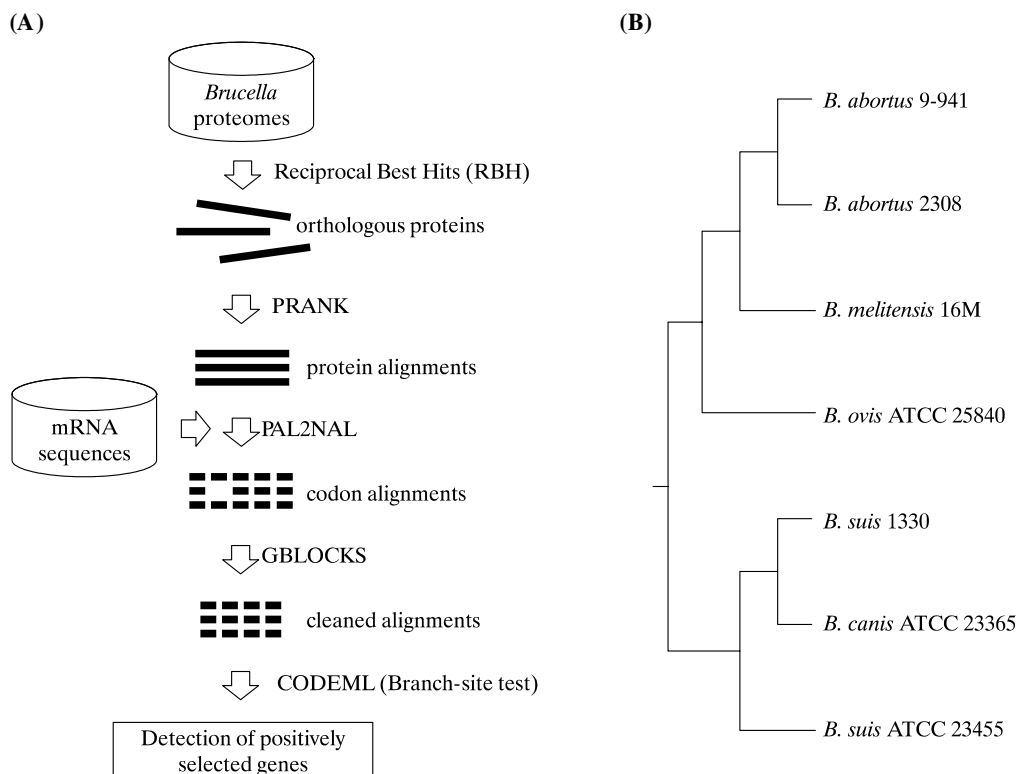 (A)
Brucella
proteomes
Reciprocal Best Hits (RBH)
orthologous proteins
PRANK
protein alignments
mRNA
sequences
PAL2NAL
codon alignments
GBLOCKS
cleaned alignments
CODEML (Branch-site test)
Detection of positively
selected genes
(B)
B. abortus 9-941
B. abortus 2308
B. melitensis 16M
B. ovis ATCC 25840
B. suis 1330
B. canis ATCC 23365
B. suis ATCC 23455